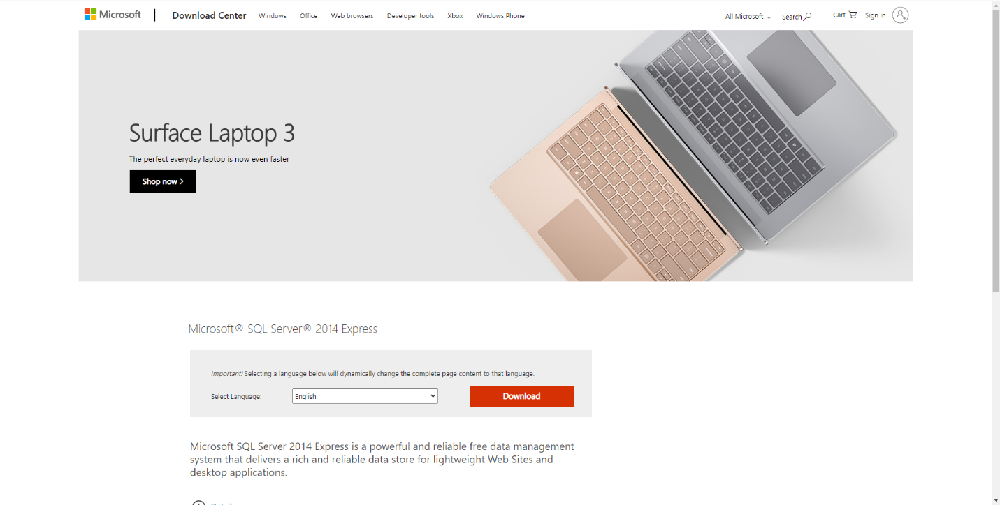 Microsoft
Download Center
Windows
Office
Web browsers
Developer tools
Xbox
Windows Phone
All Microsoft
Search
Cart
Sign in
Surface Laptop 3
The perfect everyday laptop is now even faster
Shop now >
Microsoft® SQL Server® 2014 Express
Important! Selecting a language below will dynamically change the complete page content to that language.
Select Language:
English
Download
Microsoft SQL Server 2014 Express is a powerful and reliable free data management
system that delivers a rich and reliable data store for lightweight Web Sites and
desktop applications.